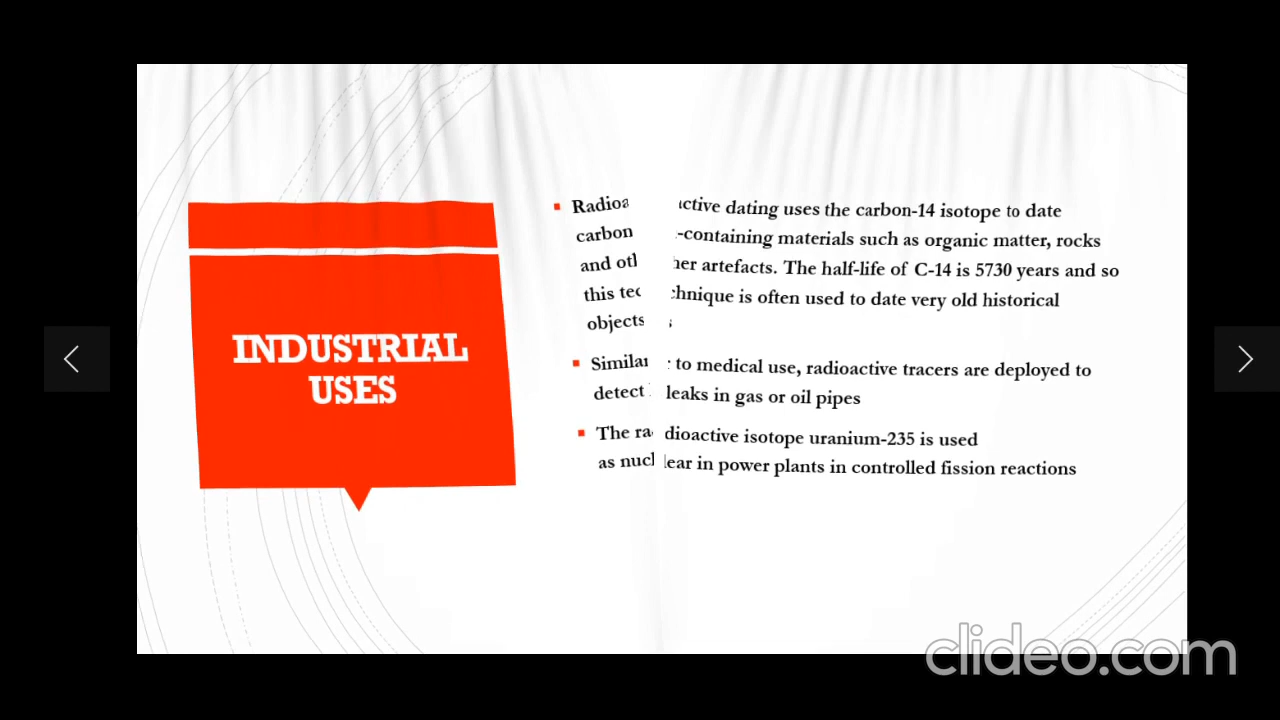 INDUSTRIAL
USES
Radioactive dating uses the carbon-14 isotope to date
carbon-containing materials such as organic matter, rocks
and other artefacts. The half-life of C-14 is 5730 years and so
this technique is often used to date very old historical
objects
Similar to medical use, radioactive tracers are deployed to
detect leaks in gas or oil pipes
The radioactive isotope uranium-235 is used
as nuclear in power plants in controlled fission reactions
clideo.com